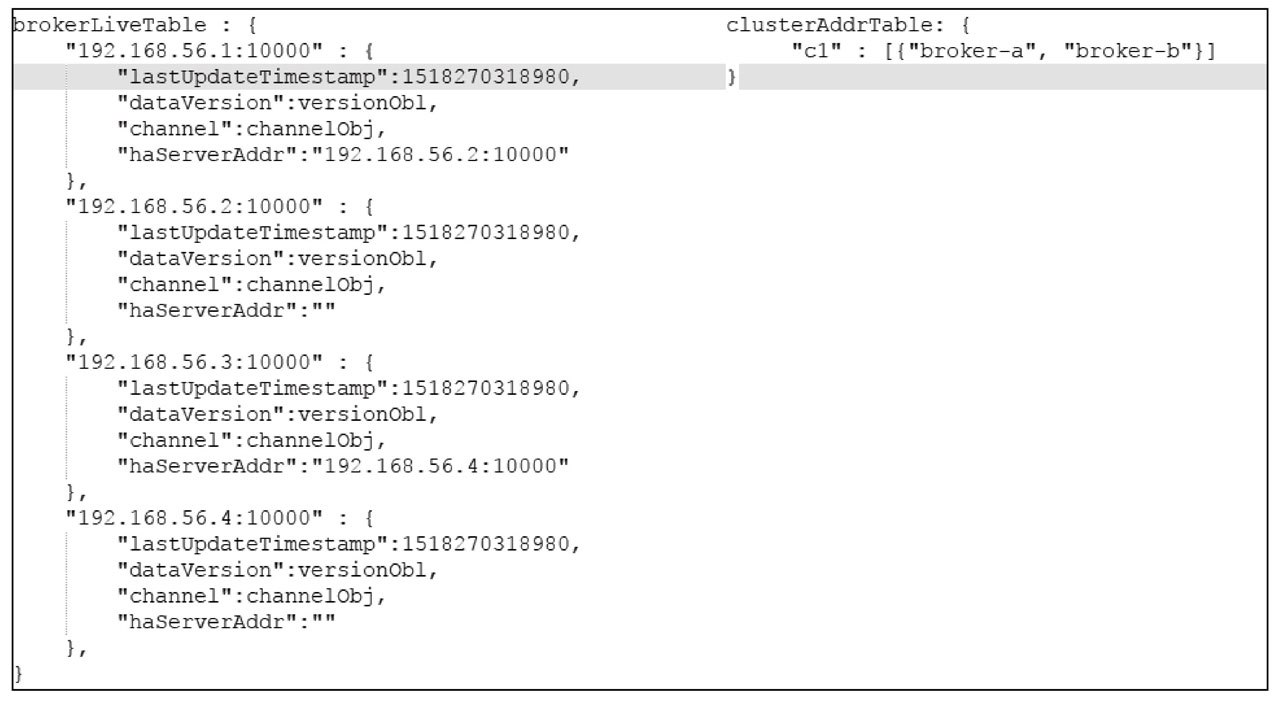 brokerLiveTable : {
    "192.168.56.1:10000" : {
        "lastUpdateTimestamp":1518270318980,
        "dataVersion":versionObl,
        "channel":channelObj,
        "haServerAddr":"192.168.56.2:10000"
    },
    "192.168.56.2:10000" : {
        "lastUpdateTimestamp":1518270318980,
        "dataVersion":versionObl,
        "channel":channelObj,
        "haServerAddr":""
    },
    "192.168.56.3:10000" : {
        "lastUpdateTimestamp":1518270318980,
        "dataVersion":versionObl,
        "channel":channelObj,
        "haServerAddr":"192.168.56.4:10000"
    },
    "192.168.56.4:10000" : {
        "lastUpdateTimestamp":1518270318980,
        "dataVersion":versionObl,
        "channel":channelObj,
        "haServerAddr":""
    },
}
clusterAddrTable: {
    "c1" : [{"broker-a", "broker-b"}]
}